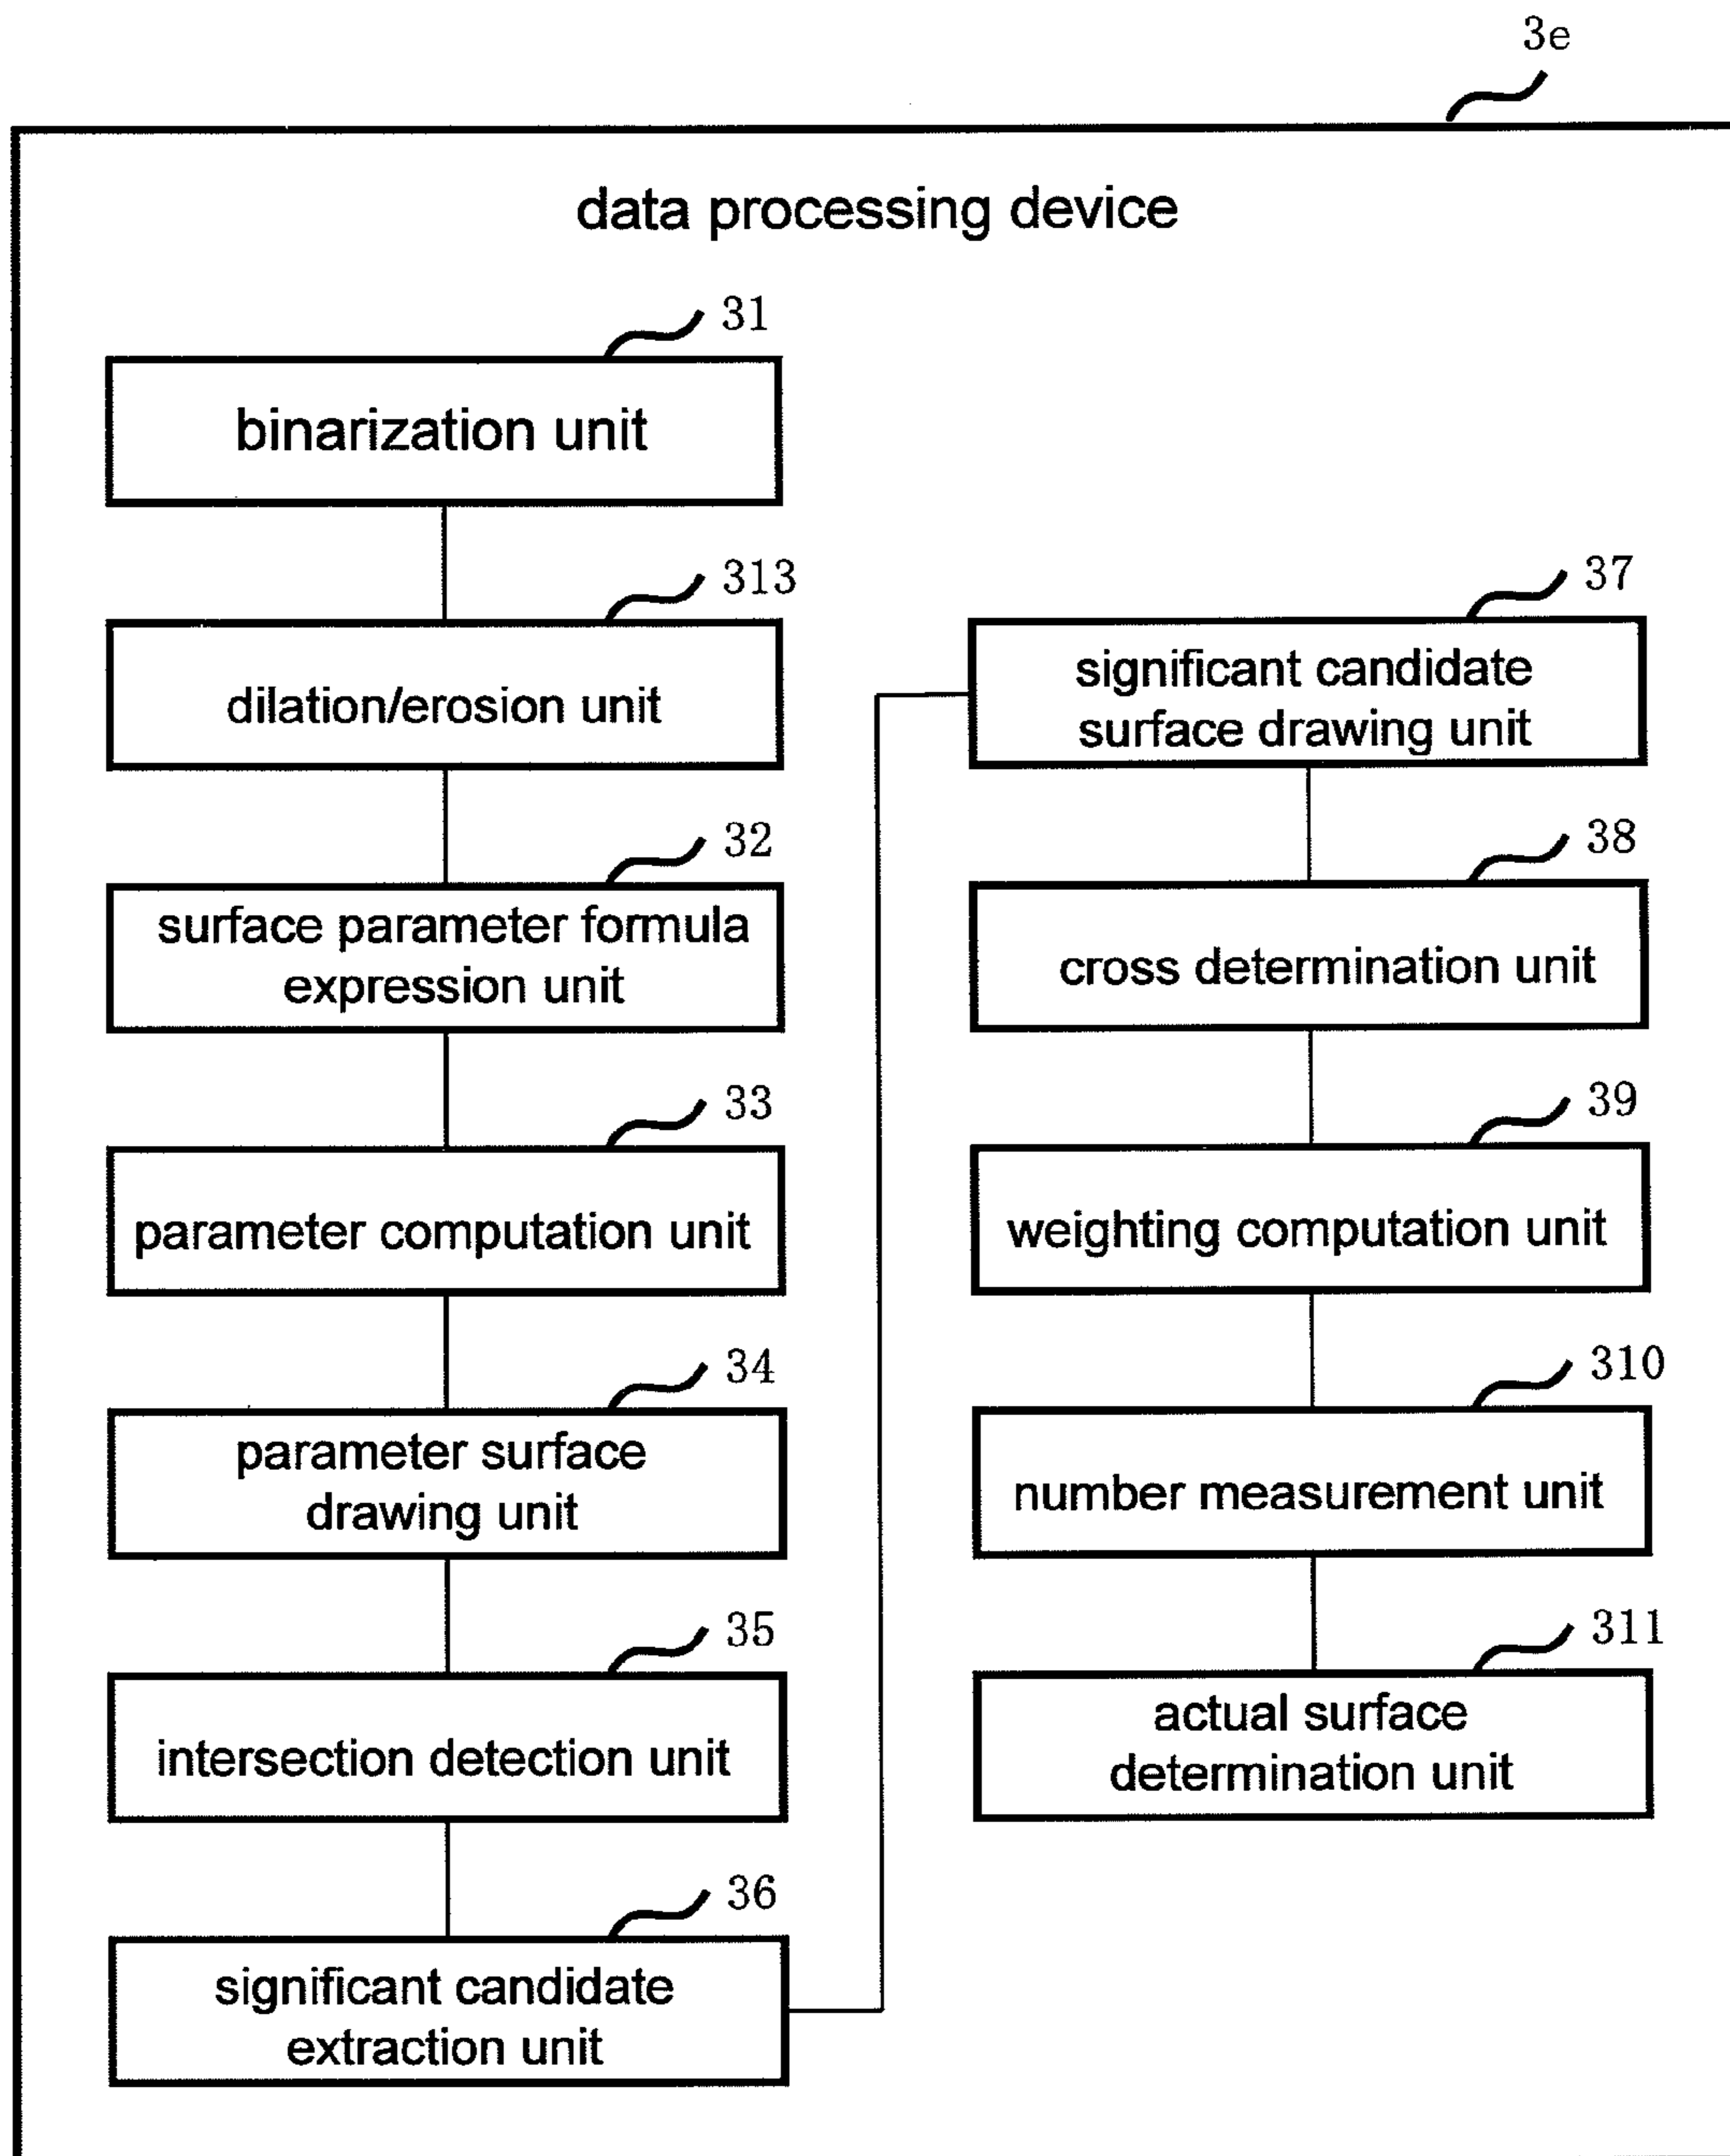 3e
data processing device
31
binarization unit
313
dilation/erosion unit
32
surface parameter formula
expression unit
33
parameter computation unit
34
parameter surface
drawing unit
35
intersection detection unit
36
significant candidate
extraction unit
37
significant candidate
surface drawing unit
38
cross determination unit
39
weighting computation unit
310
number measurement unit
311
actual surface
determination unit